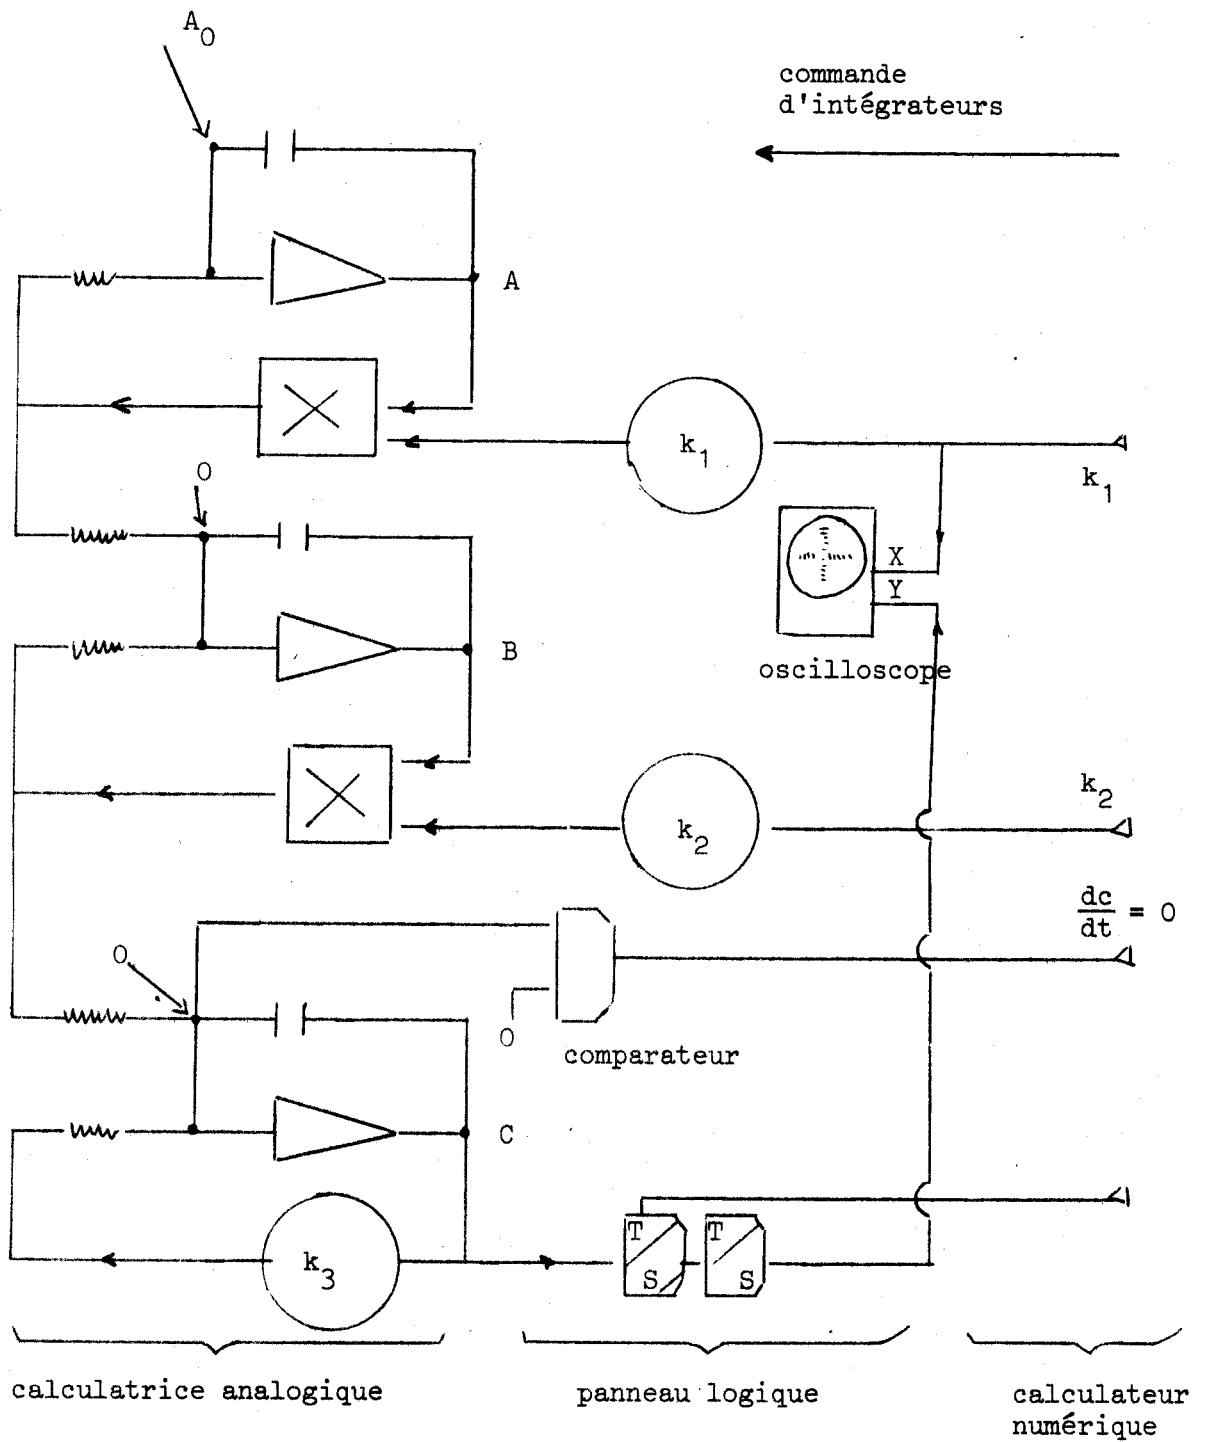 A0
commande
d'intégrateurs
A
k1
k1
0
X
Y
oscilloscope
B
k2
k2
dc
dt = 0
0
0
comparateur
C
T
S
T
S
k3
calculatrice analogique
panneau logique
calculateur
numérique